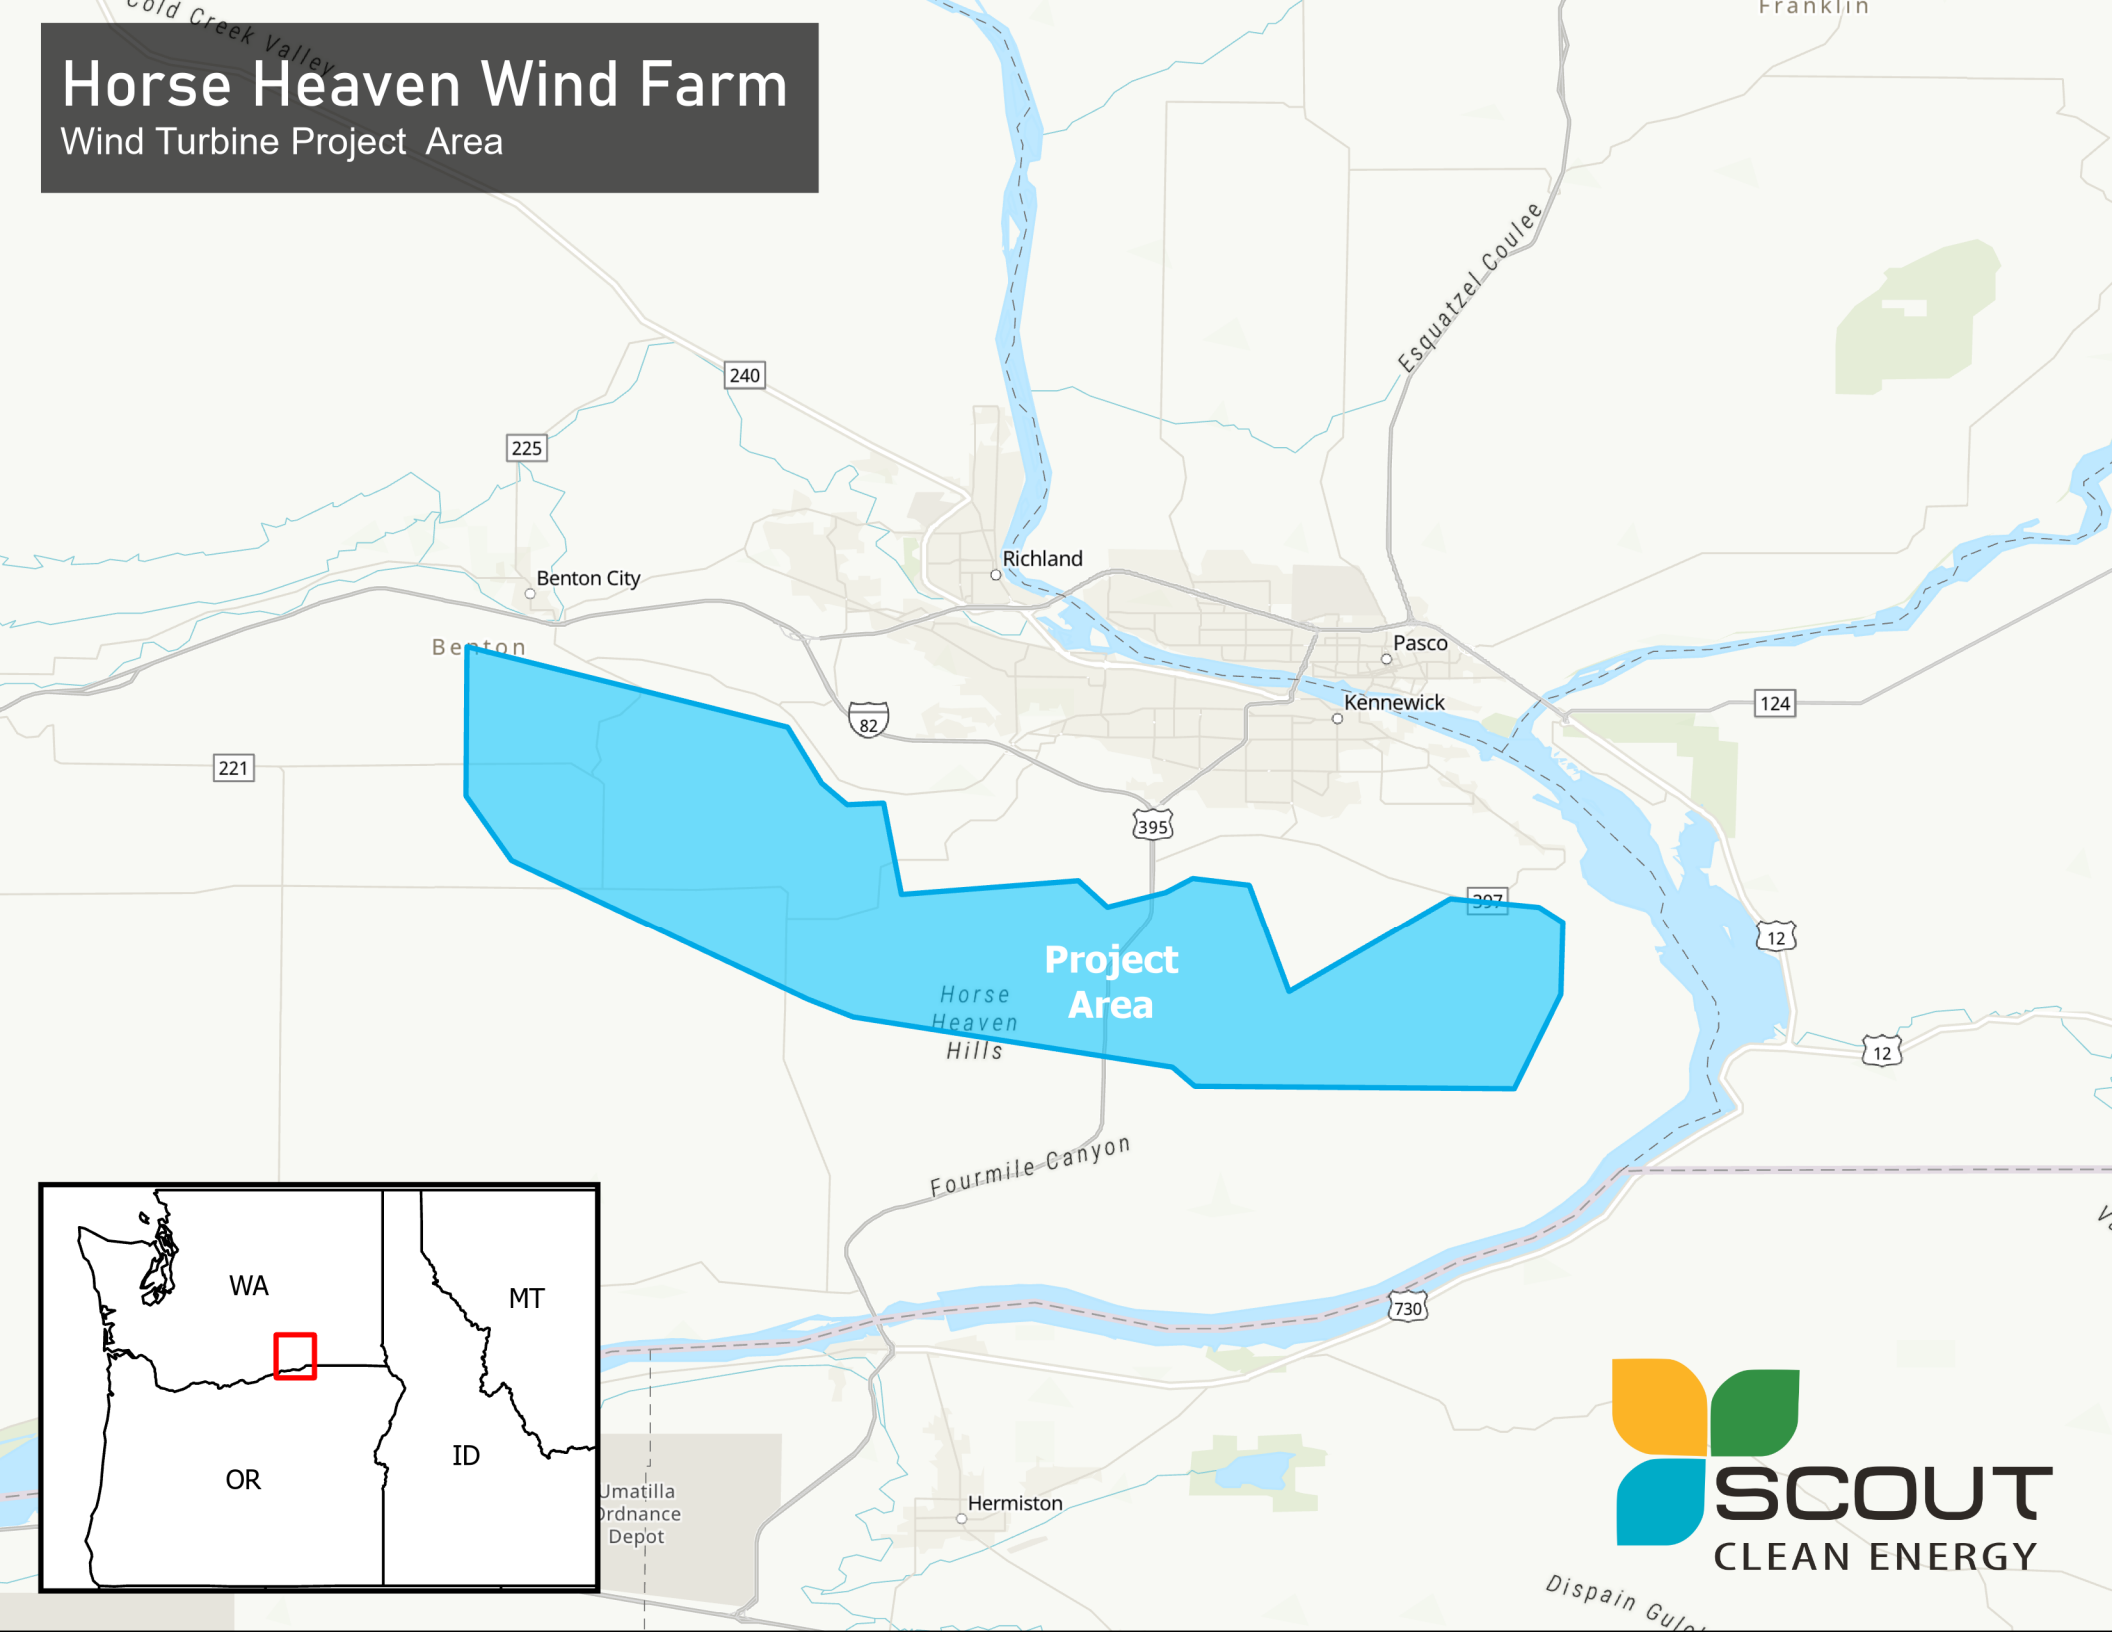 Cold Creek Valley
Franklin
Horse Heaven Wind Farm
Wind Turbine Project Area
Esquatzel Coulee
240
225
Richland
Benton City
Benton
Pasco
Kennewick
124
82
221
395
397
12
Project
Area
Horse
Heaven
Hills
12
Fourmile Canyon
WA
MT
OR
ID
730
Umatilla
Ordnance
Depot
Hermiston
SCOUT
CLEAN ENERGY
Dispain